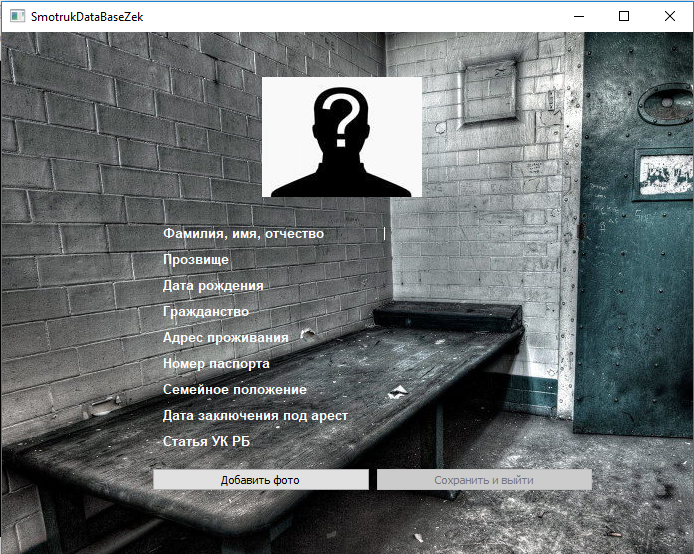 SmotrukDataBaseZek
?
Фамилия, имя, отчество
Прозвище
Дата рождения
Гражданство
Адрес проживания
Номер паспорта
Семейное положение
Дата заключения под арест
Статья УК РБ
Добавить фото
Сохранить и выйти